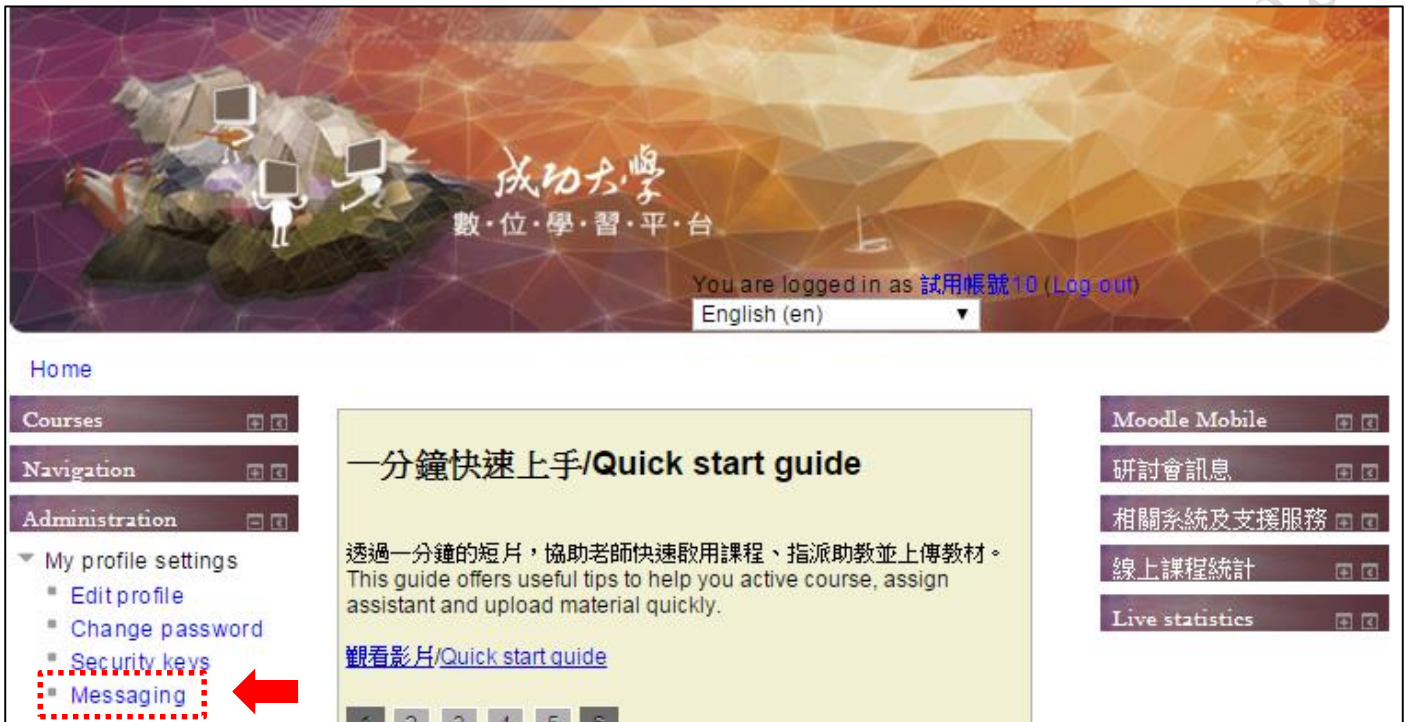 成功大學
數·位·學·習·平·台
You are logged in as 試用帳號10 (Log out)
English (en)
Home
Courses
Navigation
Administration
My profile settings
Edit profile
Change password
Security keys
Messaging
一分鐘快速上手/Quick start guide
透過一分鐘的短片，協助老師快速啟用課程、指派助教並上傳教材。
This guide offers useful tips to help you active course, assign
assistant and upload material quickly.
觀看影片/Quick start guide
1 2 3 4 5 6
Moodle Mobile
研討會訊息
相關系統及支援服務
線上課程統計
Live statistics